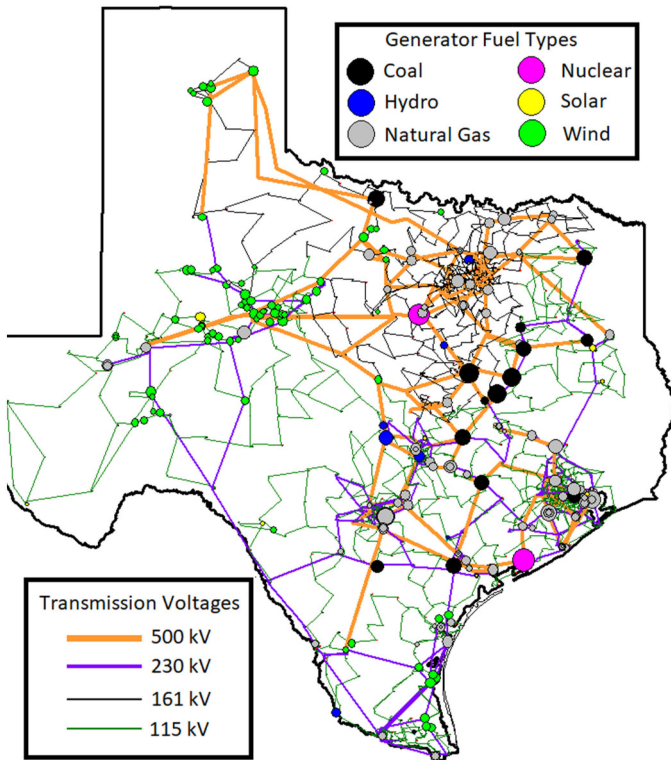 Generator Fuel Types
Coal
Nuclear
Hydro
Solar
Natural Gas
Wind
Transmission Voltages
500 kV
230 kV
161 kV
115 kV